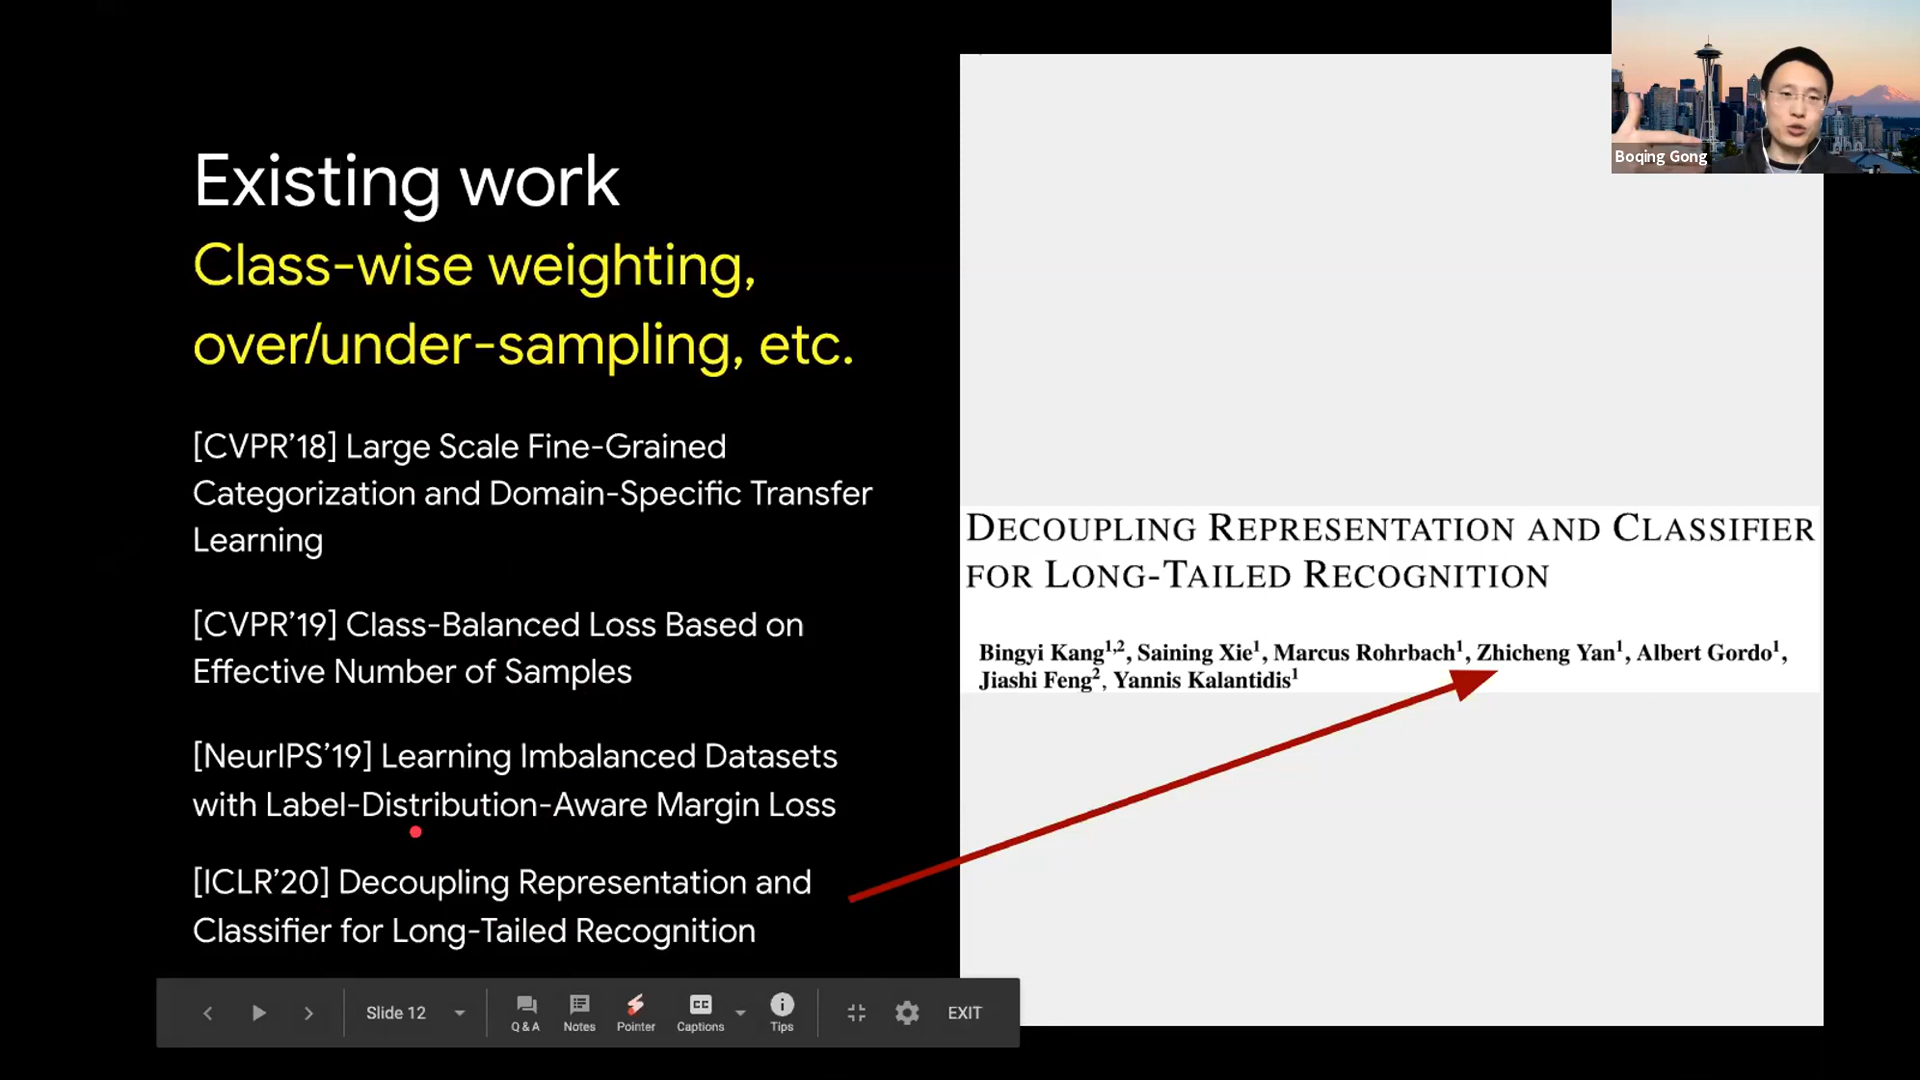 Existing work
Class-wise weighting,
over/under-sampling, etc.
[CVPR’18] Large Scale Fine-Grained
Categorization and Domain-Specific Transfer
Learning
[CVPR’19] Class-Balanced Loss Based on
Effective Number of Samples
[NeurIPS’19] Learning Imbalanced Datasets
with Label-Distribution-Aware Margin Loss
[ICLR’20] Decoupling Representation and
Classifier for Long-Tailed Recognition
DECOUPLING REPRESENTATION AND CLASSIFIER
FOR LONG-TAILED RECOGNITION
Bingyi Kang1,2, Saining Xie1, Marcus Rohrbach1, Zhicheng Yan1, Albert Gordo1,
Jiashi Feng2, Yannis Kalantidis1
Boqing Gong
Slide 12
Q & A
Notes
Pointer
CC
Captions
Tips
EXIT